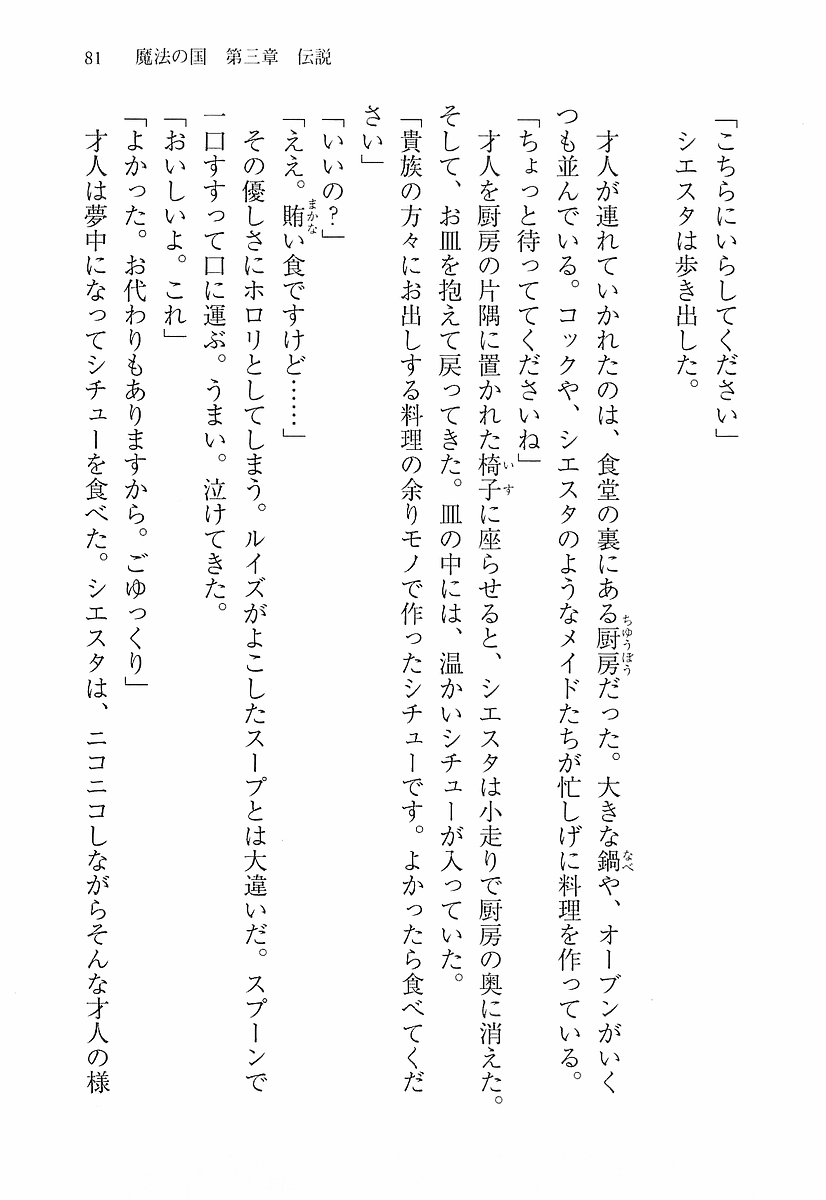 81　魔法の国　第三章　伝説
「こちらにいらしてください」
　シエスタは歩き出した。
　才人が連れていかれたのは、食堂の裏にある厨房だった。大きな鍋や、オーブンがいく
つも並んでいる。コックや、シエスタのようなメイドたちが忙しげに料理を作っている。
「ちょっと待っててくださいね」
　才人を厨房の片隅に置かれた椅子に座らせると、シエスタは小走りで厨房の奥に消えた。
そして、お皿を抱えて戻ってきた。皿の中には、温かいシチューが入っていた。
「貴族の方々にお出しする料理の余りモノで作ったシチューです。よかったら食べてくだ
さい」
「いいの？」
「ええ。賄い食ですけど……」
　その優しさにホロリとしてしまう。ルイズがよこしたスープとは大違いだ。スプーンで
一口すすって口に運ぶ。うまい。泣けてきた。
「おいしいよ。これ」
「よかった。お代わりもありますから。ごゆっくり」
　才人は夢中になってシチューを食べた。シエスタは、ニコニコしながらそんな才人の様